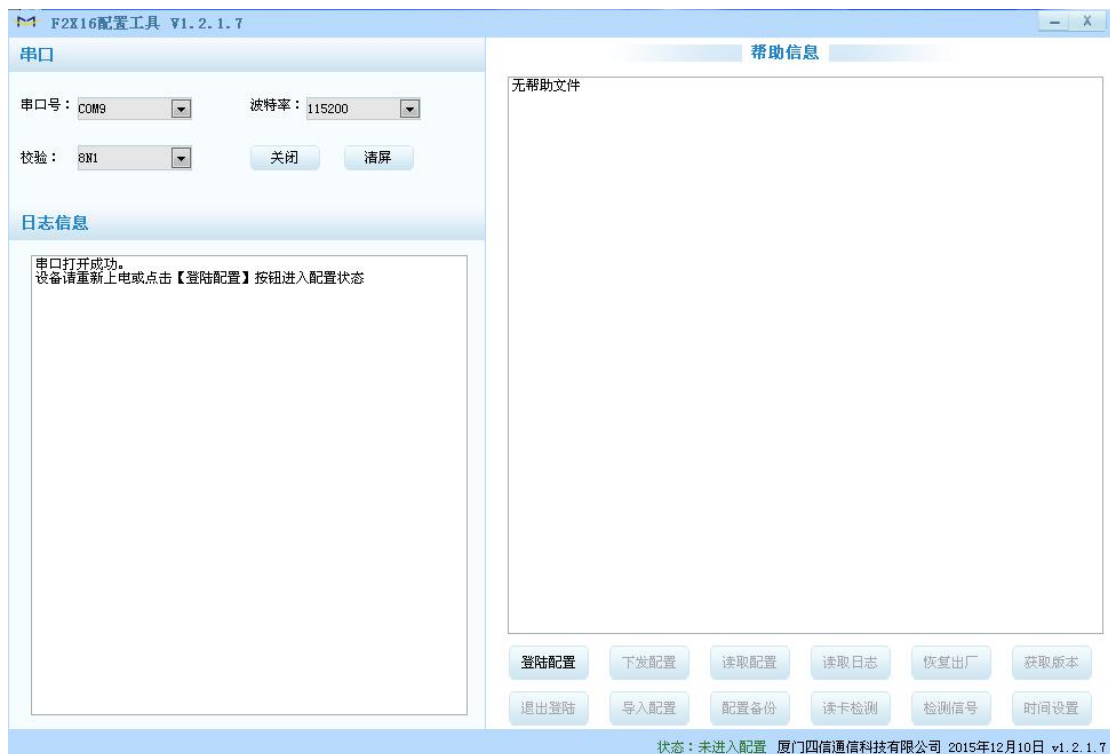 F2X16配置工具 V1.2.1.7
— X
串口
串口号： COM9 波特率： 115200
校验： 8N1 关闭 清屏
日志信息
串口打开成功。
设备请重新上电或点击【登陆配置】按钮进入配置状态
帮助信息
无帮助文件
登陆配置 下发配置 读取配置 读取日志 恢复出厂 获取版本
退出登陆 导入配置 配置备份 读卡检测 检测信号 时间设置
状态：未进入配置 厦门四信通信科技有限公司 2015年12月10日 v1.2.1.7